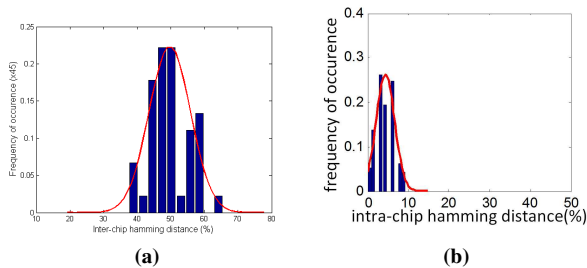 0.25
0.2
0.15
0.1
0.05
0
10 20 30 40 50 60 70 80
Frequency of occurrence (x45)
Inter-chip hamming distance (%)
(a)
0.4
0.3
0.2
0.1
0
0 10 20 30 40 50
frequency of occurence
intra-chip hamming distance(%)
(b)